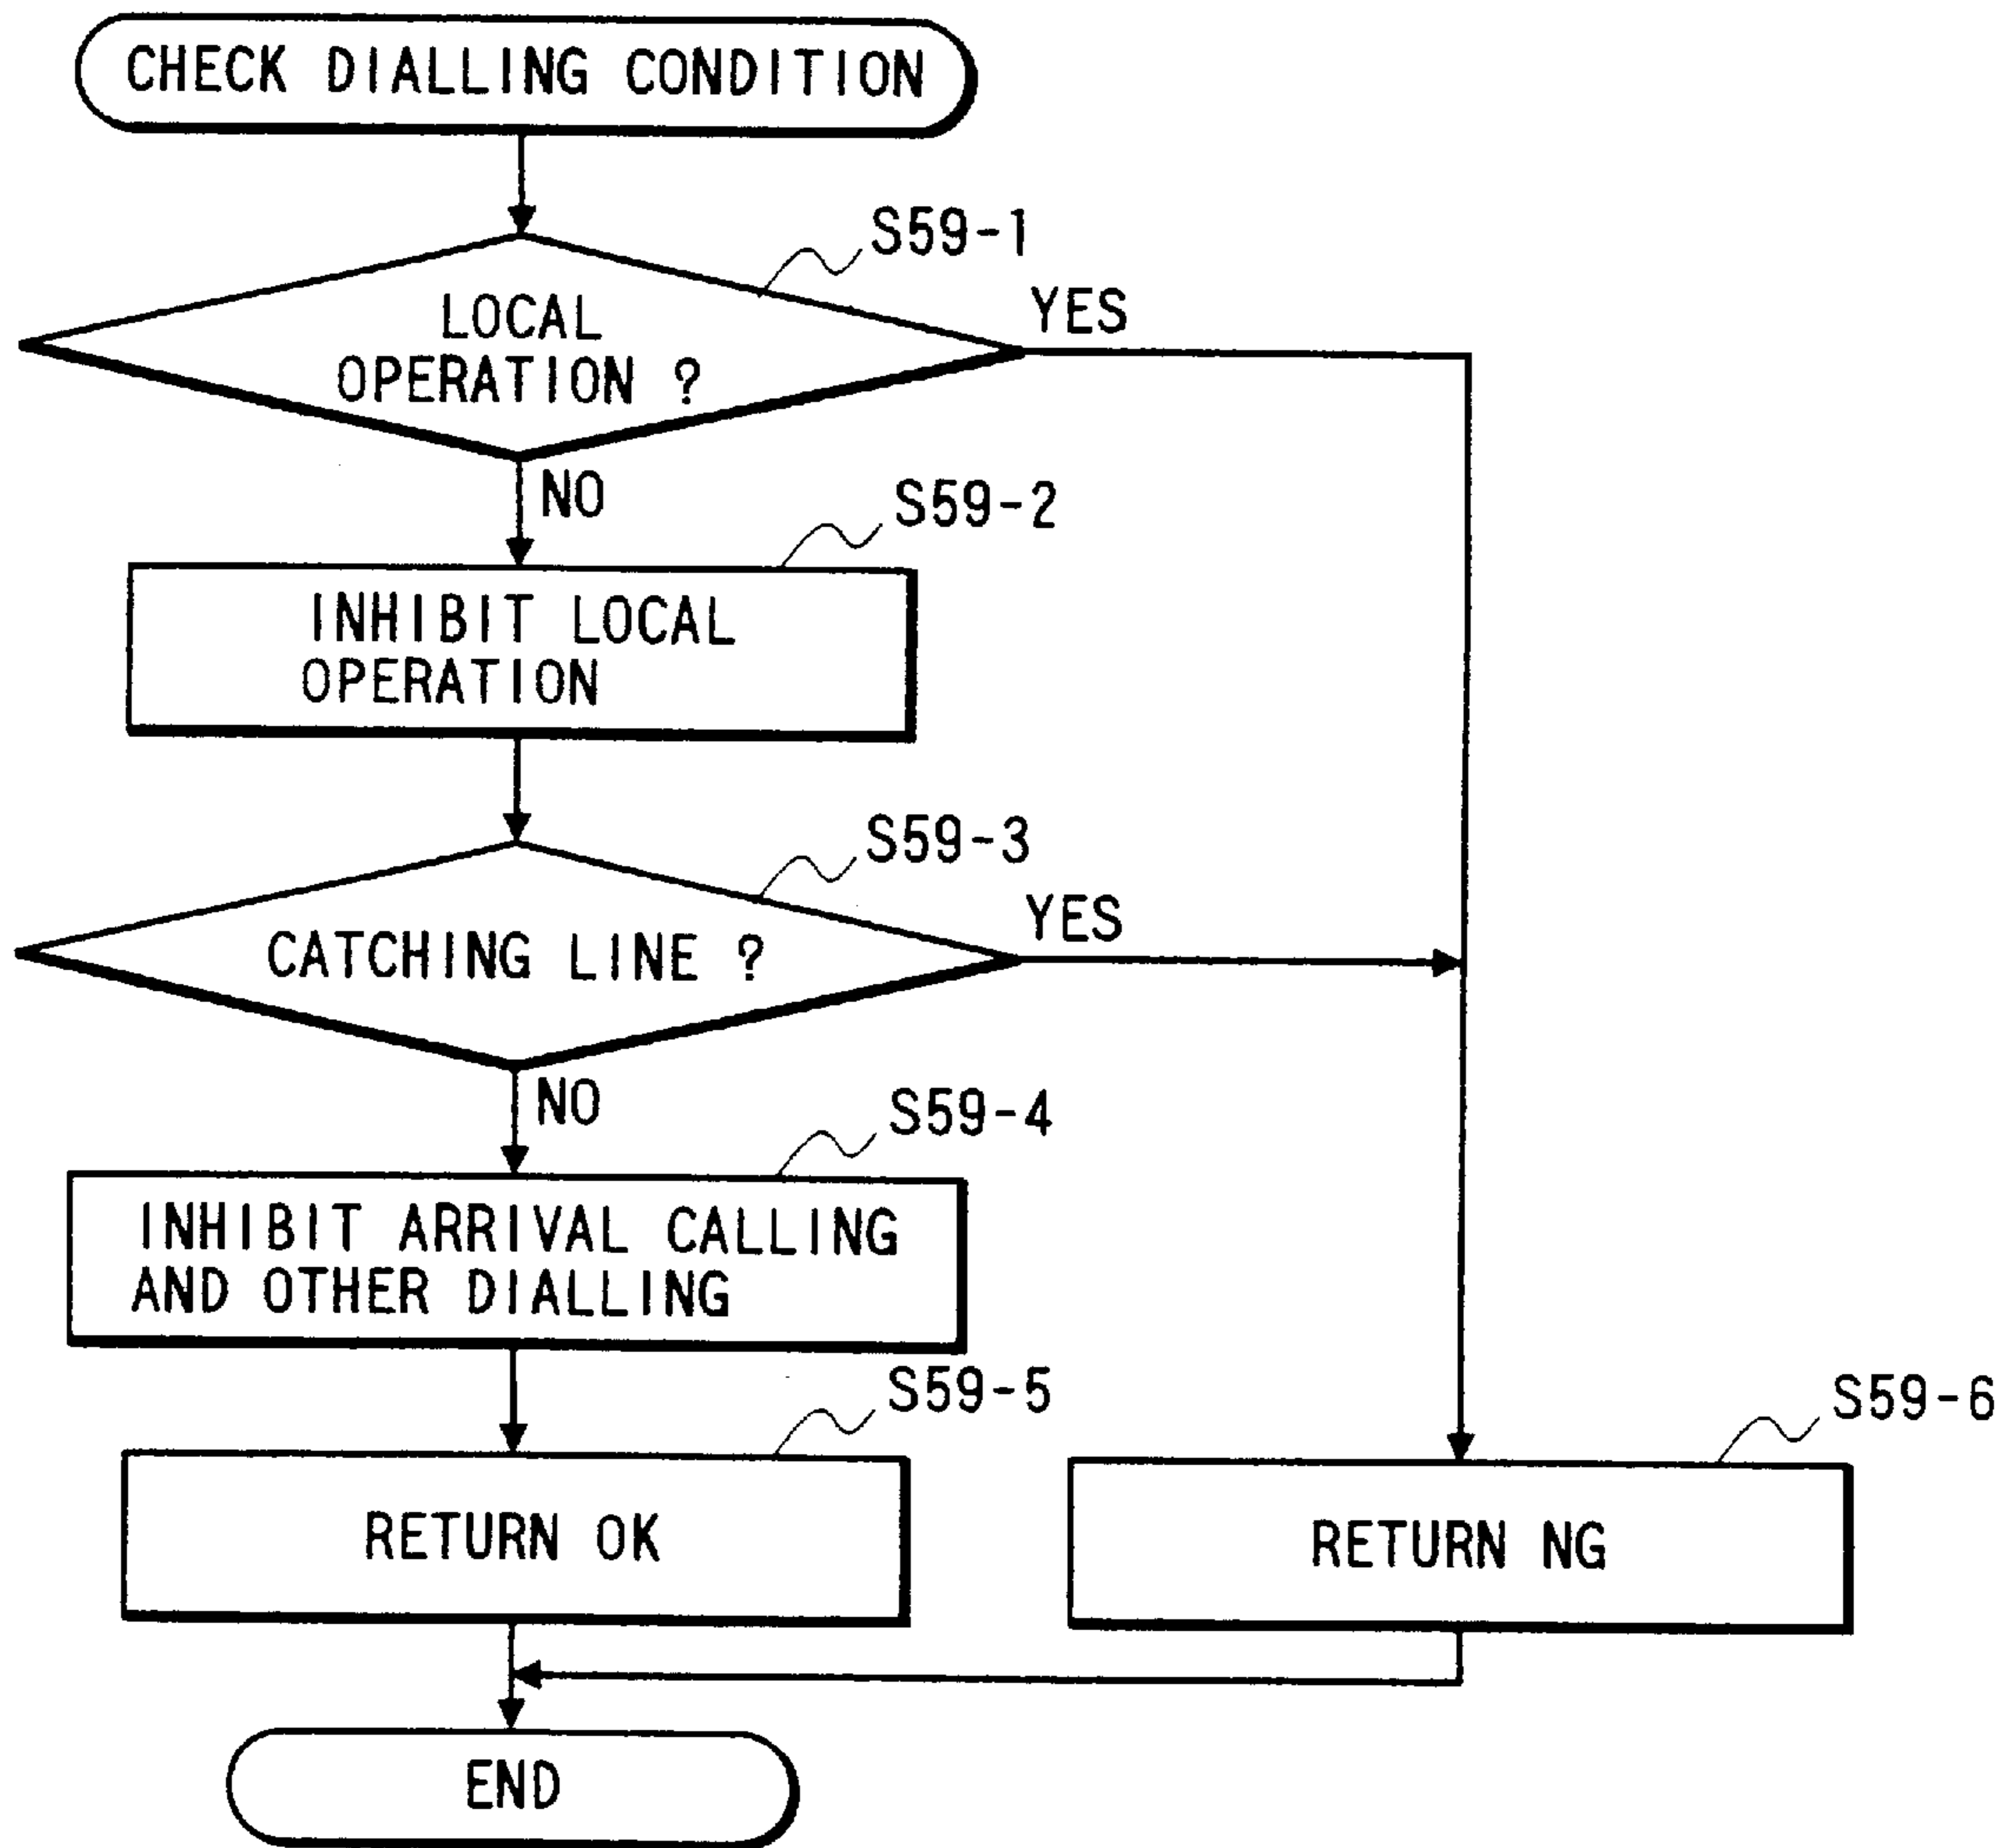 CHECK DIALLING CONDITION
S59-1
LOCAL
OPERATION ?
YES
NO
S59-2
INHIBIT LOCAL
OPERATION
S59-3
CATCHING LINE ?
YES
NO
S59-4
INHIBIT ARRIVAL CALLING
AND OTHER DIALLING
S59-5
RETURN OK
S59-6
RETURN NG
END